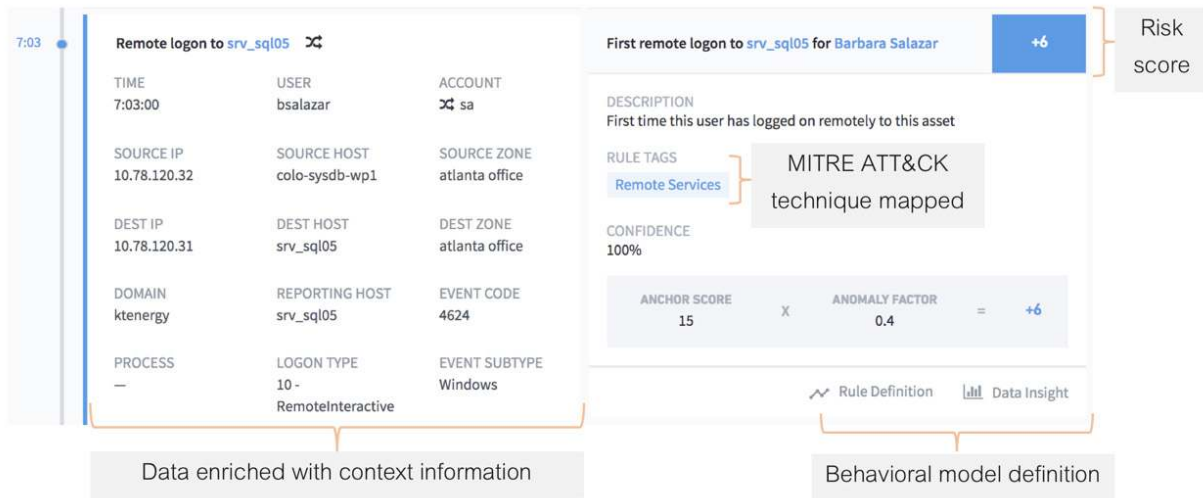 7:03
Remote logon to srv_sql05
TIME USER ACCOUNT
7:03:00 bsalazar sa
SOURCE IP SOURCE HOST SOURCE ZONE
10.78.120.32 colo-sysdb-wp1 atlanta office
DEST IP DEST HOST DEST ZONE
10.78.120.31 srv_sql05 atlanta office
DOMAIN REPORTING HOST EVENT CODE
ktenergy srv_sql05 4624
PROCESS LOGON TYPE EVENT SUBTYPE
— 10 - Windows
RemoteInteractive
Data enriched with context information
First remote logon to srv_sql05 for Barbara Salazar +6
Risk
score
DESCRIPTION
First time this user has logged on remotely to this asset
RULE TAGS
Remote Services
MITRE ATT&CK
technique mapped
CONFIDENCE
100%
ANCHOR SCORE ANOMALY FACTOR
15 X 0.4 = +6
Rule Definition Data Insight
Behavioral model definition